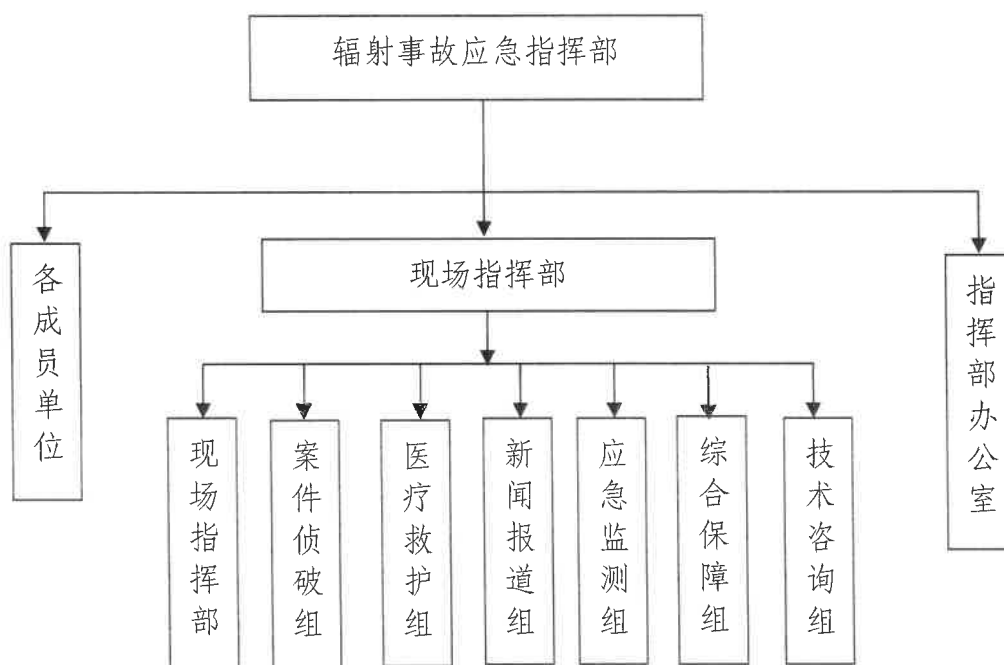 辐射事故应急指挥部
现场指挥部
各成员单位
指挥部办公室
现场指挥部
案件侦破组
医疗救护组
新闻报道组
应急监测组
综合保障组
技术咨询组